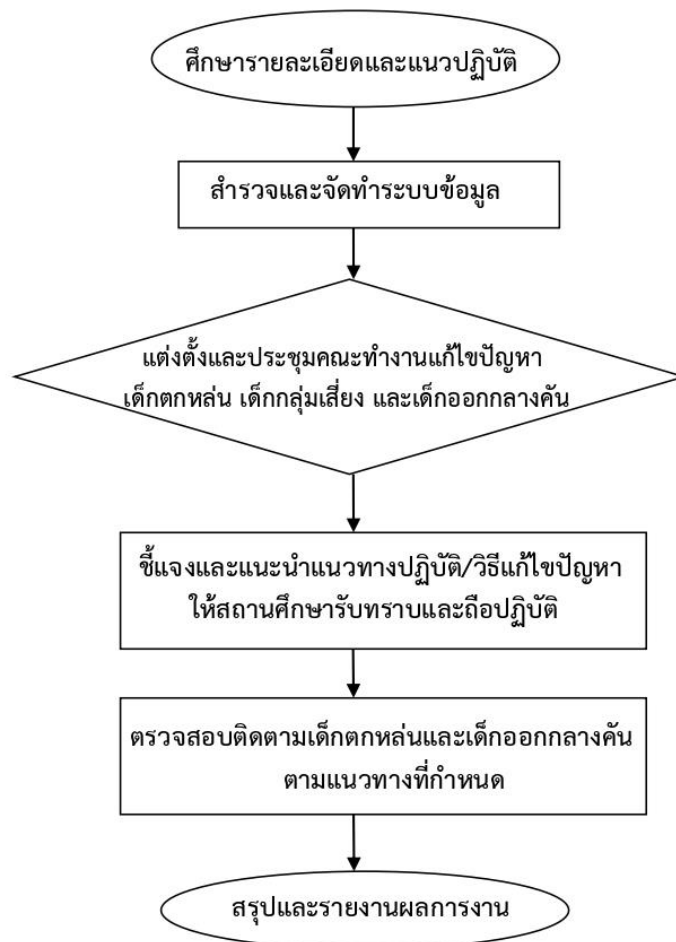 ศึกษารายละเอียดและแนวปฏิบัติ
สำรวจและจัดทำระบบข้อมูล
แต่งตั้งและประชุมคณะทำงานแก้ไขปัญหา
เด็กตกหล่น เด็กกลุ่มเสี่ยง และเด็กออกกลางคัน
ชี้แจงและแนะนำแนวทางปฏิบัติ/วิธีแก้ไขปัญหา
ให้สถานศึกษารับทราบและถือปฏิบัติ
ตรวจสอบติดตามเด็กตกหล่นและเด็กออกกลางคัน
ตามแนวทางที่กำหนด
สรุปและรายงานผลการงาน